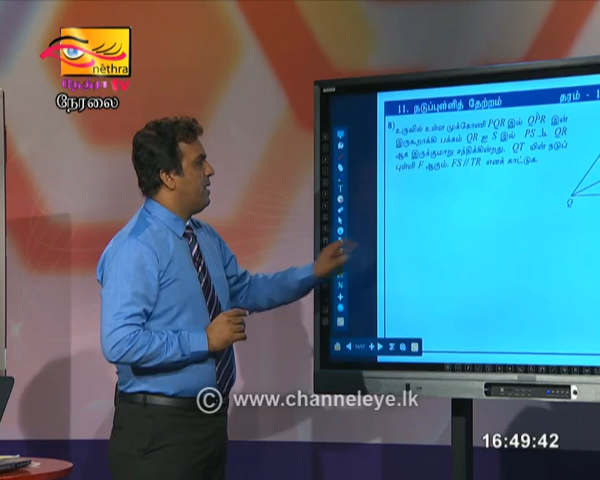 nēthra
TV
நேரலை
11. நடுப்புள்ளித் தேற்றம் தரம் - 1
8) உருவில் உள்ள முக்கோணி PQR இல் QP̂R இன்
இருகூறாக்கி பக்கம் QR ஐ S இல் PS ⊥ QR
ஆக இருக்குமாறு சந்திக்கின்றது. QT யின் நடுப்
புள்ளி F ஆகும். FS // TR எனக் காட்டுக.
Q
© www.channeleye.lk
16:49:42